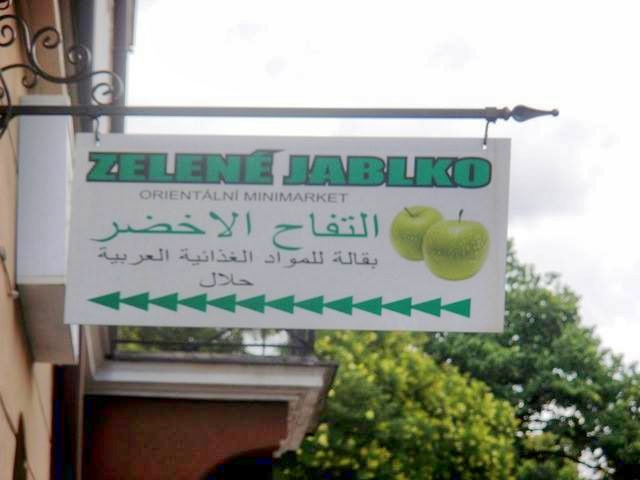 ZELENÉ JABLKO
ORIENTÁLNÍ MINIMARKET
التفاح الاخضر
بقالة للمواد الغذائية العربية
حلال